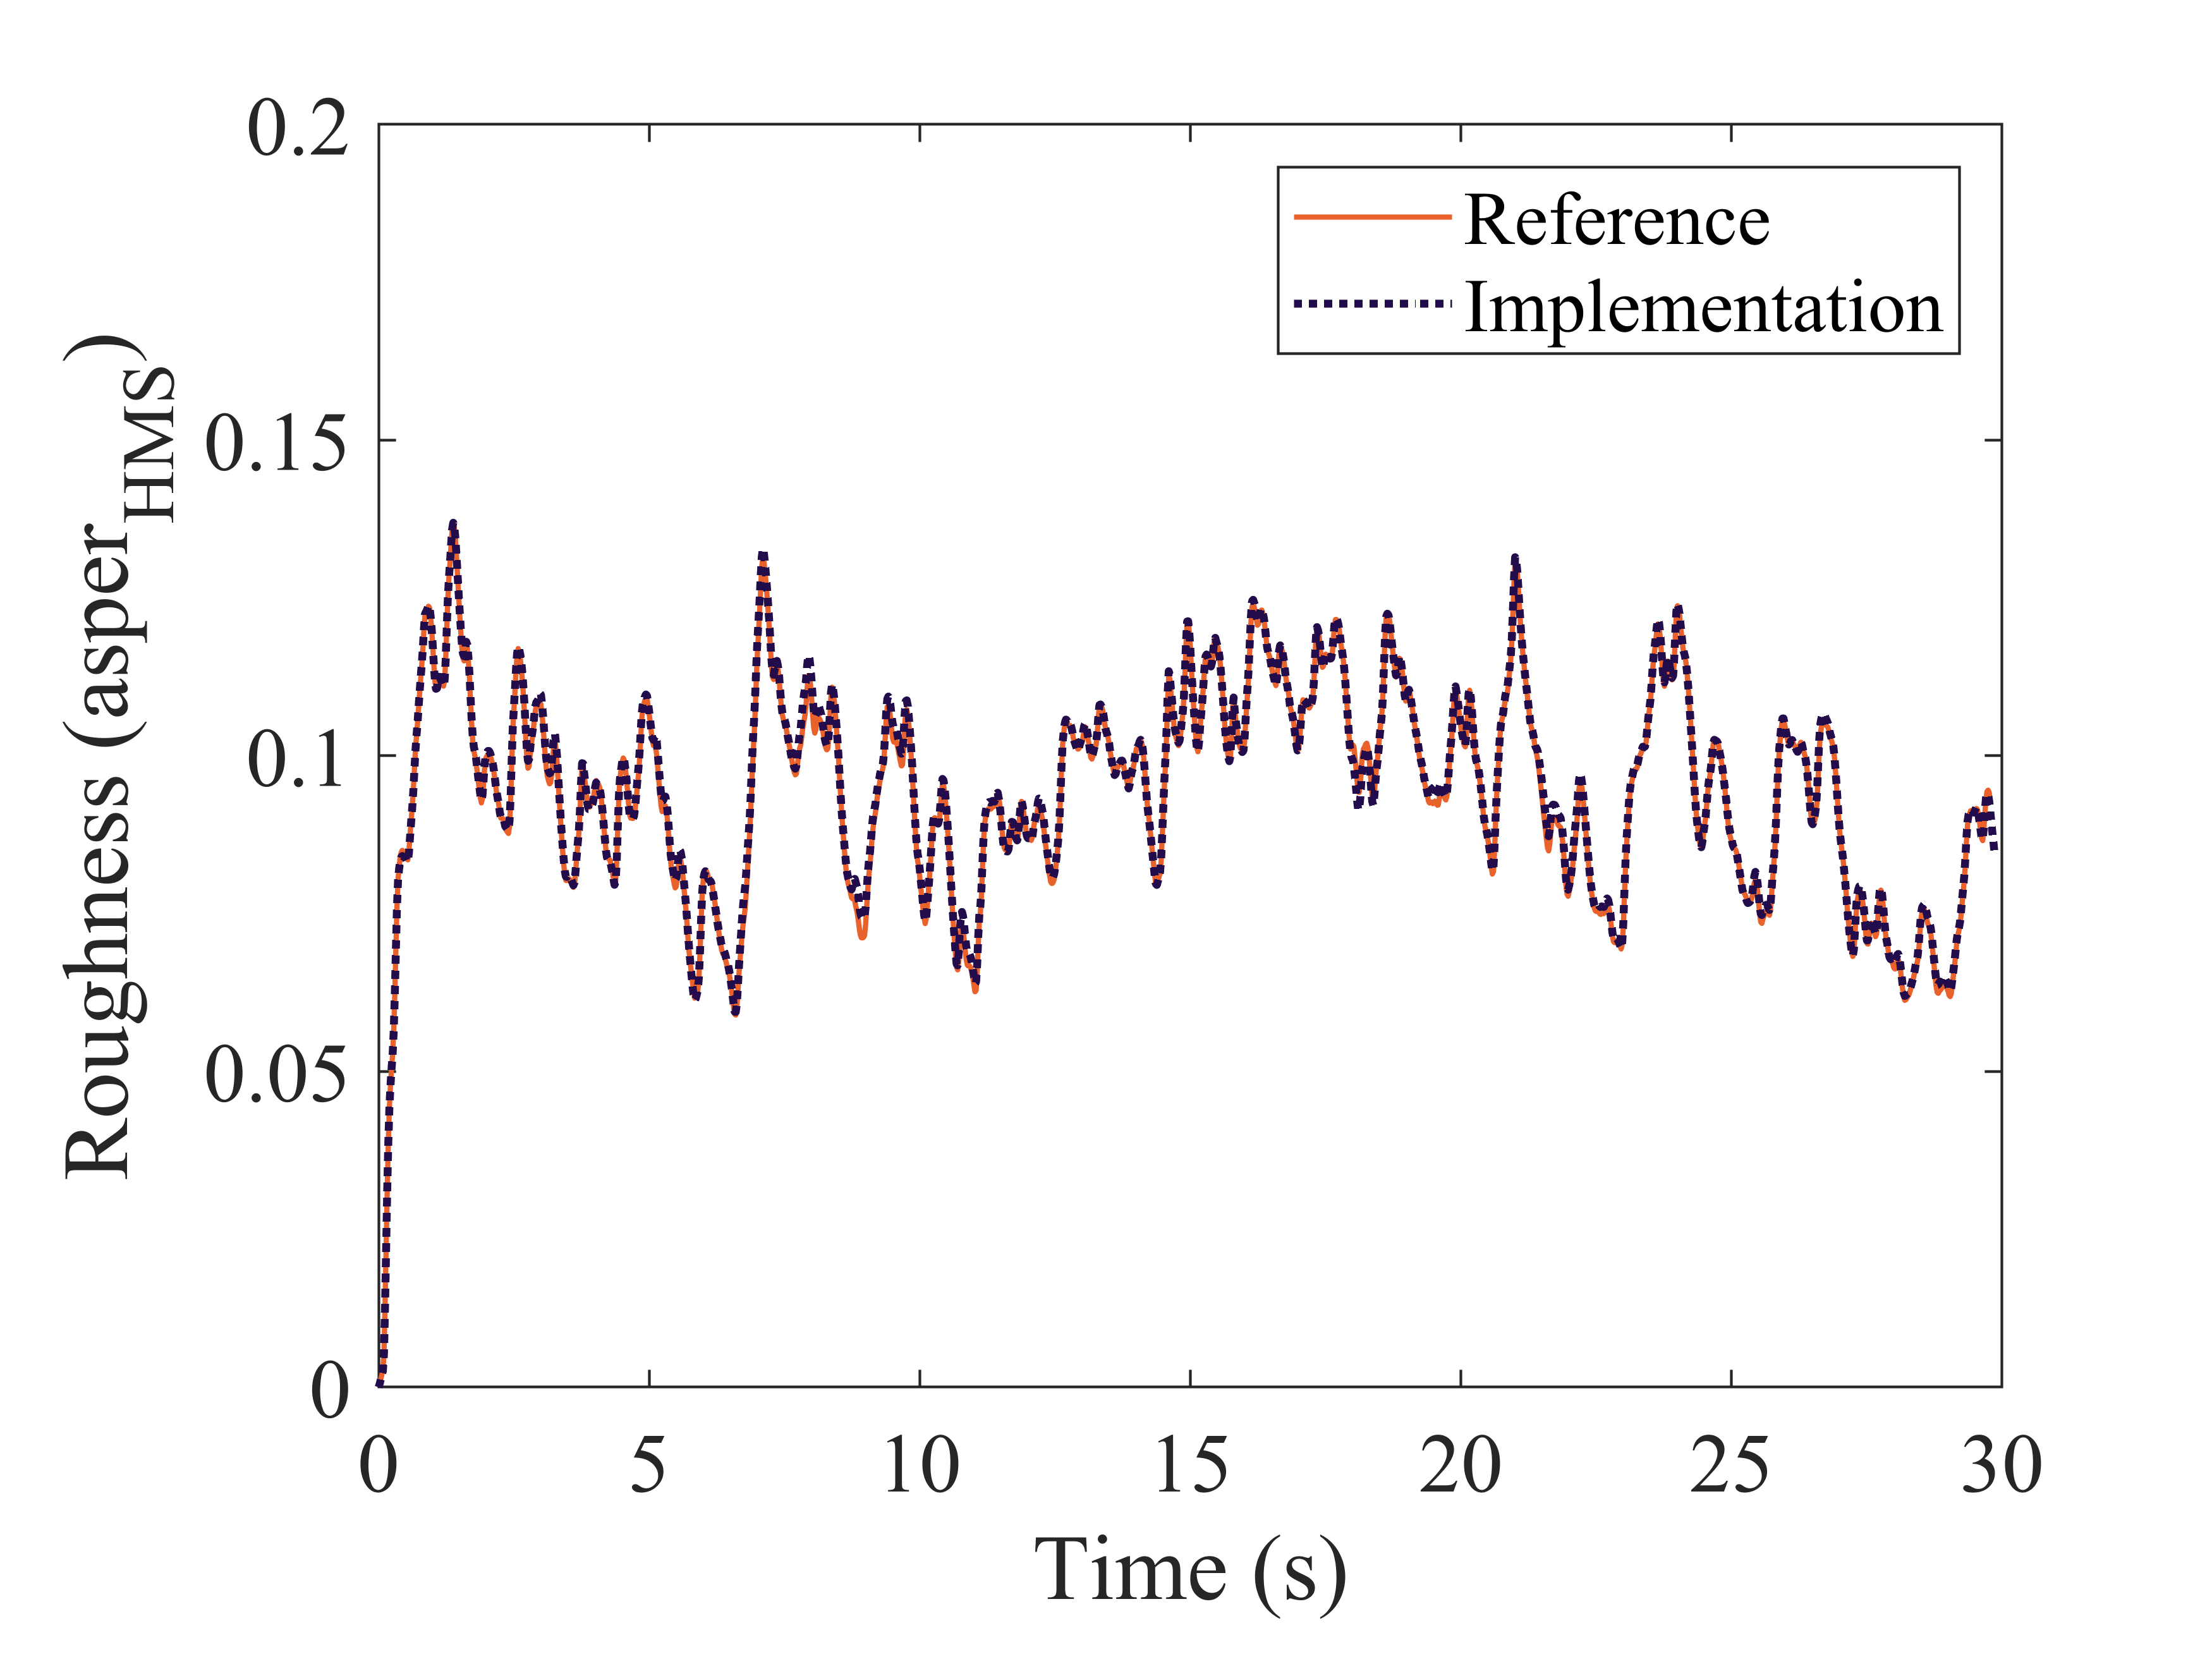 0.2
0.15
0.1
0.05
0
0 5 10 15 20 25 30
Time (s)
Roughness (asper_HMS)
Reference
Implementation